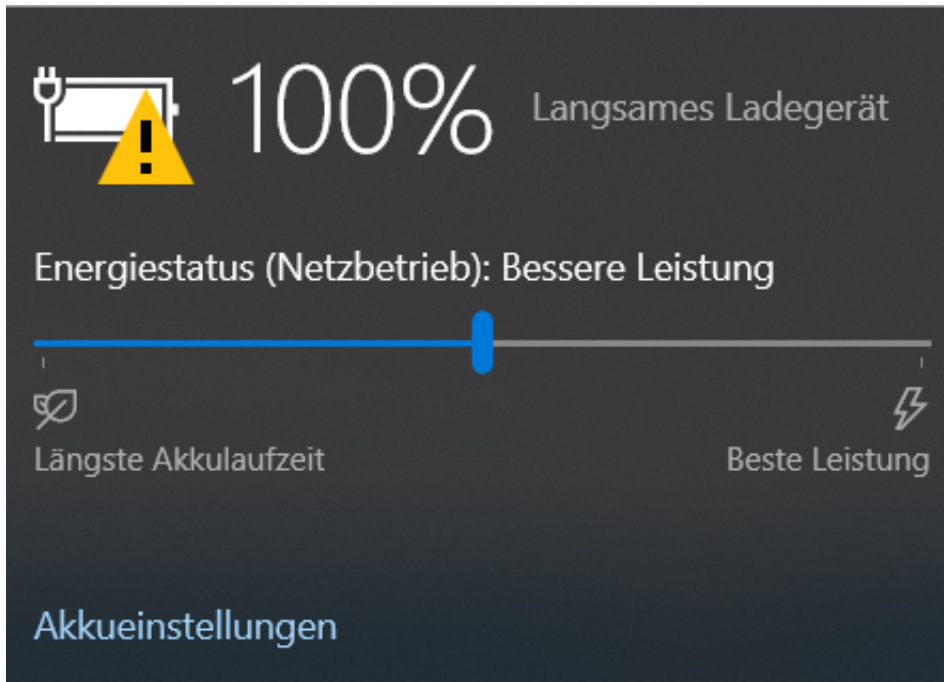 100% Langsames Ladegerät
Energiestatus (Netzbetrieb): Bessere Leistung
Längste Akkulaufzeit
Beste Leistung
Akkueinstellungen